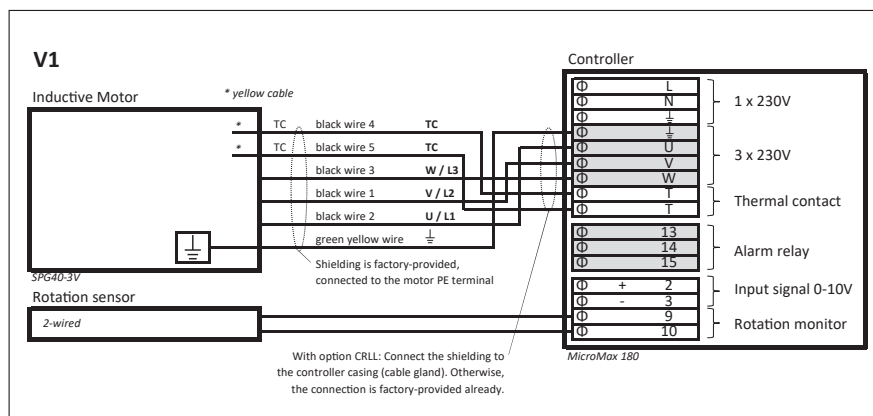 V1
Controller
Inductive Motor
* yellow cable
* TC black wire 4 TC
* TC black wire 5 TC
black wire 3 W / L3
black wire 1 V / L2
black wire 2 U / L1
green yellow wire
Shielding is factory-provided,
connected to the motor PE terminal
SPG40-3V
Rotation sensor
2-wired
L
N
1 x 230V
U
V
W
3 x 230V
T
T
Thermal contact
13
14
15
Alarm relay
+ 2
- 3
Input signal 0-10V
9
10
Rotation monitor
MicroMax 180
With option CRLL: Connect the shielding to
the controller casing (cable gland). Otherwise,
the connection is factory-provided already.